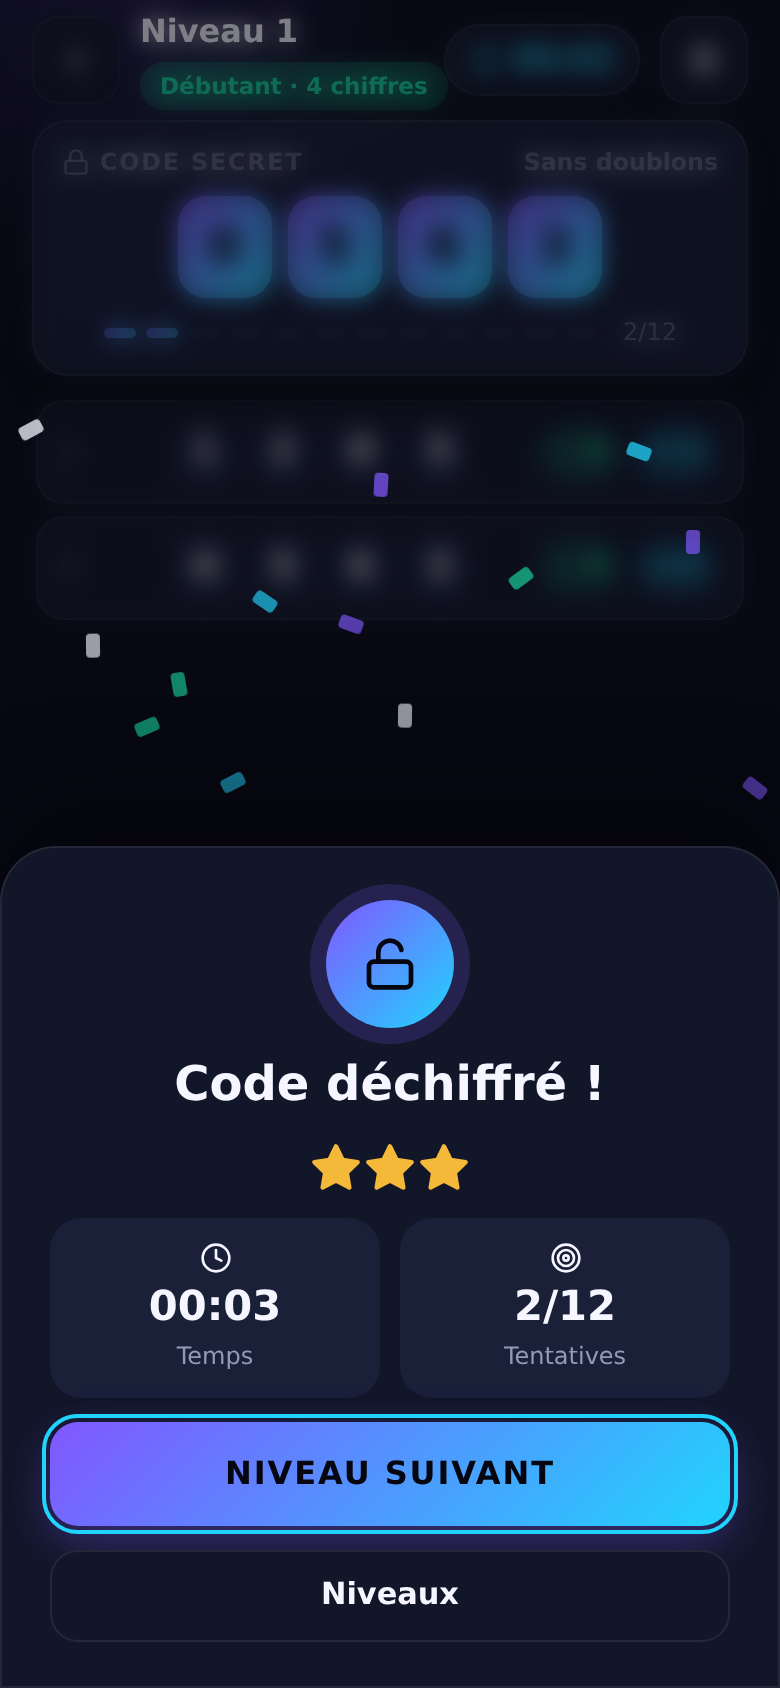 Niveau 1
Débutant · 4 chiffres
CODE SECRET
Sans doublons
2/12
Code déchiffré !
00:03
Temps
2/12
Tentatives
NIVEAU SUIVANT
Niveaux